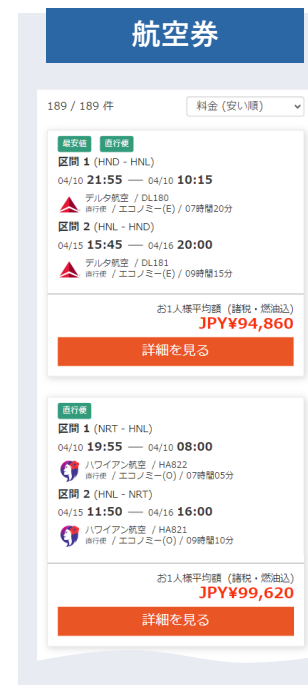 航空券
189 / 189 件
料金 (安い順)
最安値 直行便
区間 1 (HND - HNL)
04/10 21:55 — 04/10 10:15
デルタ航空 / DL180
直行便 / エコノミー(E) / 07時間20分
区間 2 (HNL - HND)
04/15 15:45 — 04/16 20:00
デルタ航空 / DL181
直行便 / エコノミー(E) / 09時間15分
お1人様平均額 (諸税・燃油込)
JPY¥94,860
詳細を見る
直行便
区間 1 (NRT - HNL)
04/10 19:55 — 04/10 08:00
ハワイアン航空 / HA822
直行便 / エコノミー(O) / 07時間05分
区間 2 (HNL - NRT)
04/15 11:50 — 04/16 16:00
ハワイアン航空 / HA821
直行便 / エコノミー(O) / 09時間10分
お1人様平均額 (諸税・燃油込)
JPY¥99,620
詳細を見る